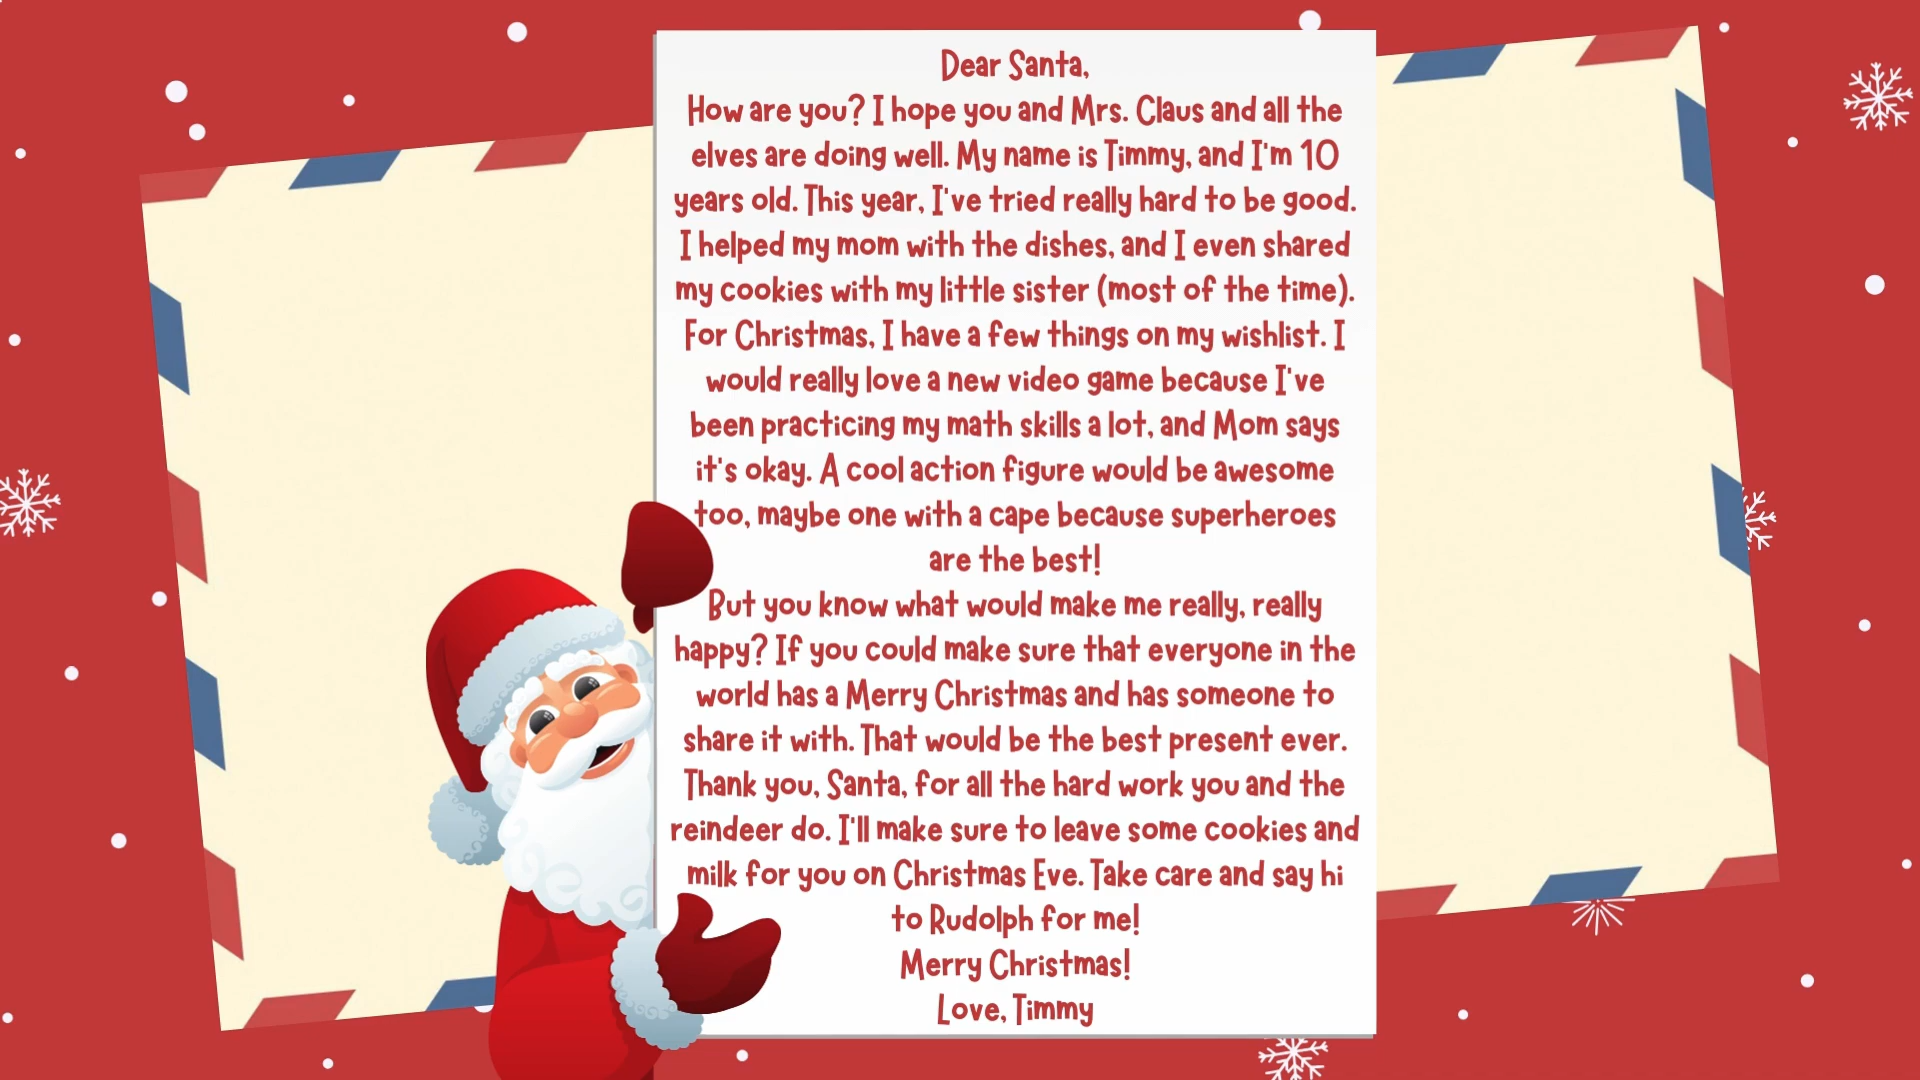 Dear Santa,
How are you? I hope you and Mrs. Claus and all the
elves are doing well. My name is Timmy, and I'm 10
years old. This year, I've tried really hard to be good.
I helped my mom with the dishes, and I even shared
my cookies with my little sister (most of the time).
For Christmas, I have a few things on my wishlist. I
would really love a new video game because I've
been practicing my math skills a lot, and Mom says
it's okay. A cool action figure would be awesome
too, maybe one with a cape because superheroes
are the best!
But you know what would make me really, really
happy? If you could make sure that everyone in the
world has a Merry Christmas and has someone to
share it with. That would be the best present ever.
Thank you, Santa, for all the hard work you and the
reindeer do. I'll make sure to leave some cookies and
milk for you on Christmas Eve. Take care and say hi
to Rudolph for me!
Merry Christmas!
Love, Timmy